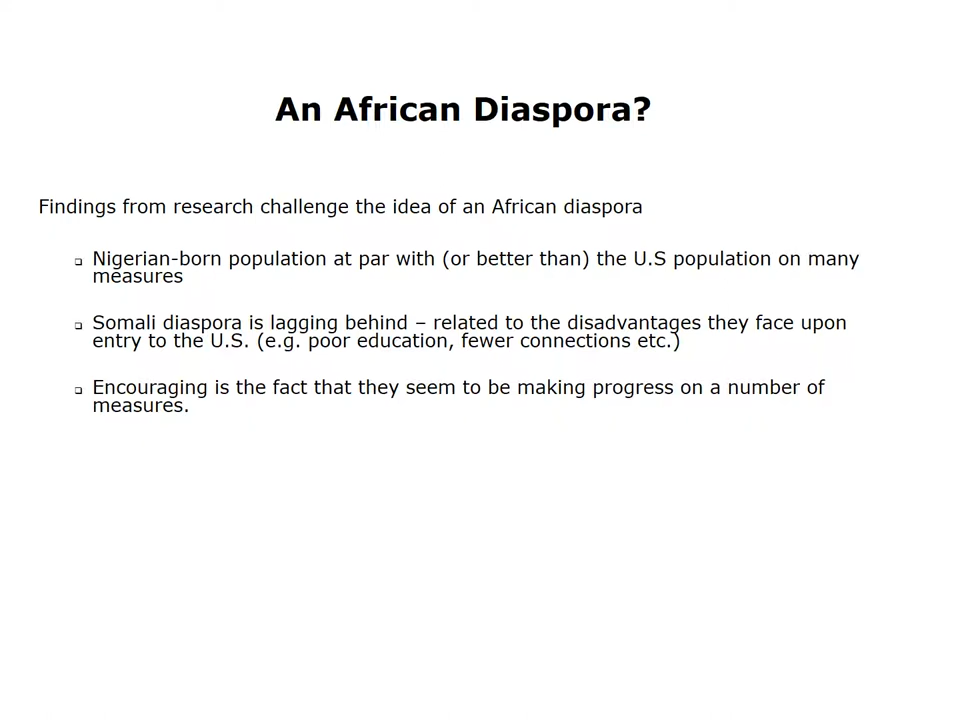 An African Diaspora?
Findings from research challenge the idea of an African diaspora
Nigerian-born population at par with (or better than) the U.S population on many
measures
Somali diaspora is lagging behind – related to the disadvantages they face upon
entry to the U.S. (e.g. poor education, fewer connections etc.)
Encouraging is the fact that they seem to be making progress on a number of
measures.